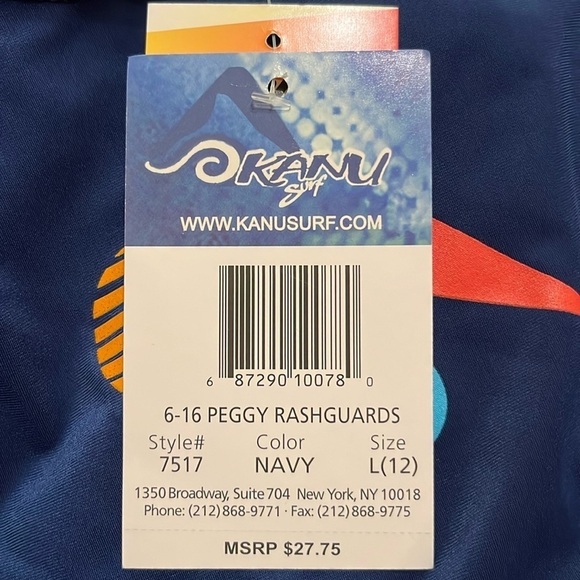 KANU
Surf
WWW.KANUSURF.COM
6 87290 10078 0
6-16 PEGGY RASHGUARDS
Style# Color Size
7517 NAVY L(12)
1350 Broadway, Suite 704 New York, NY 10018
Phone: (212) 868-9771 · Fax: (212) 868-9775
MSRP $27.75